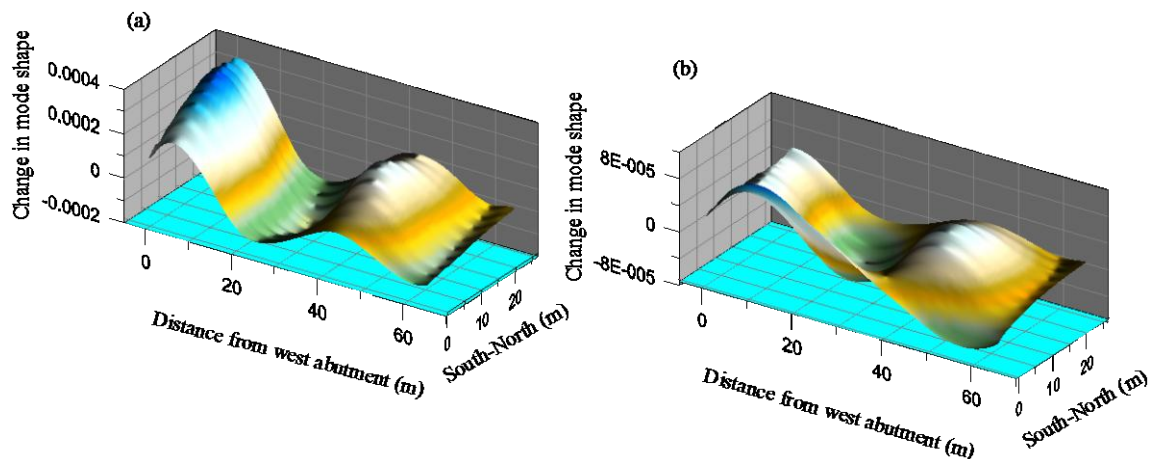 (a)
Change in mode shape
0.0004
0.0002
0
-0.0002
0
20
40
60
0
10
20
Distance from west abutment (m)
South-North (m)
(b)
Change in mode shape
8E-005
0
-8E-005
0
20
40
60
0
10
20
Distance from west abutment (m)
South-North (m)